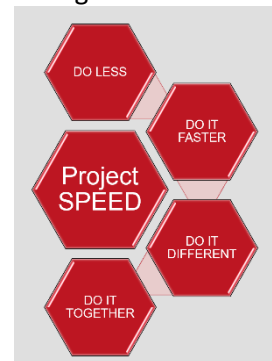 DO LESS
DO IT
FASTER
Project
SPEED
DO IT
DIFFERENT
DO IT
TOGETHER